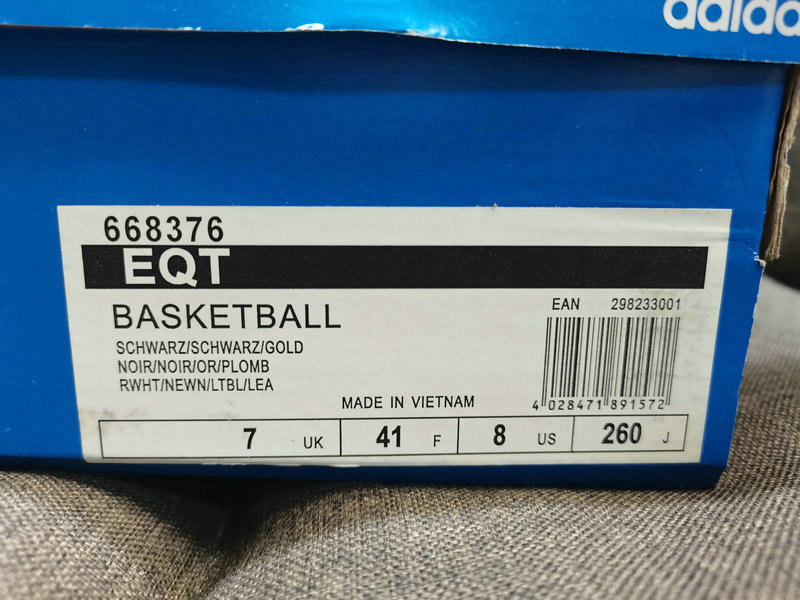 adidas
668376
EQT
BASKETBALL
EAN 298233001
SCHWARZ/SCHWARZ/GOLD
NOIR/NOIR/OR/PLOMB
RWHT/NEWN/LTBL/LEA
MADE IN VIETNAM
4 028471 891572
7 UK 41 F 8 US 260 J